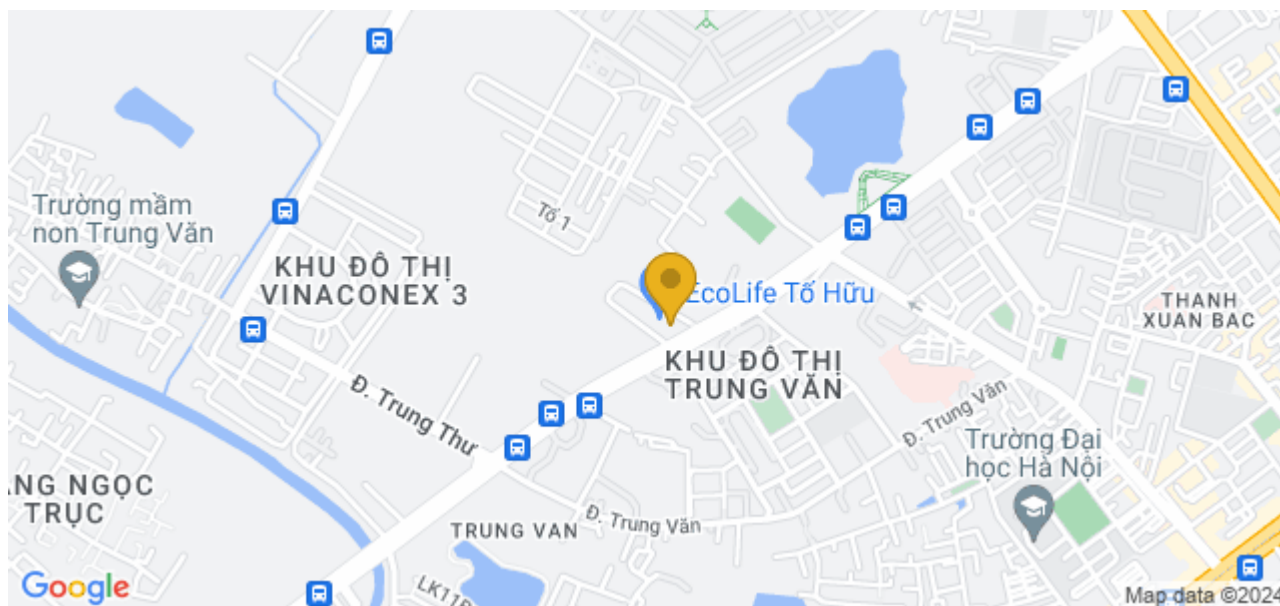 Trường mầm
non Trung Văn
Tổ 1
KHU ĐÔ THỊ
VINACONEX 3
EcoLife Tố Hữu
THANH
XUAN BAC
KHU ĐÔ THỊ
TRUNG VĂN
Đ. Trung Thư
Đ. Trung Văn
Trường Đại
học Hà Nội
ANG NGỌC
TRỤC
Đ. Trung Văn
TRUNG VAN
Google
Map data ©2024